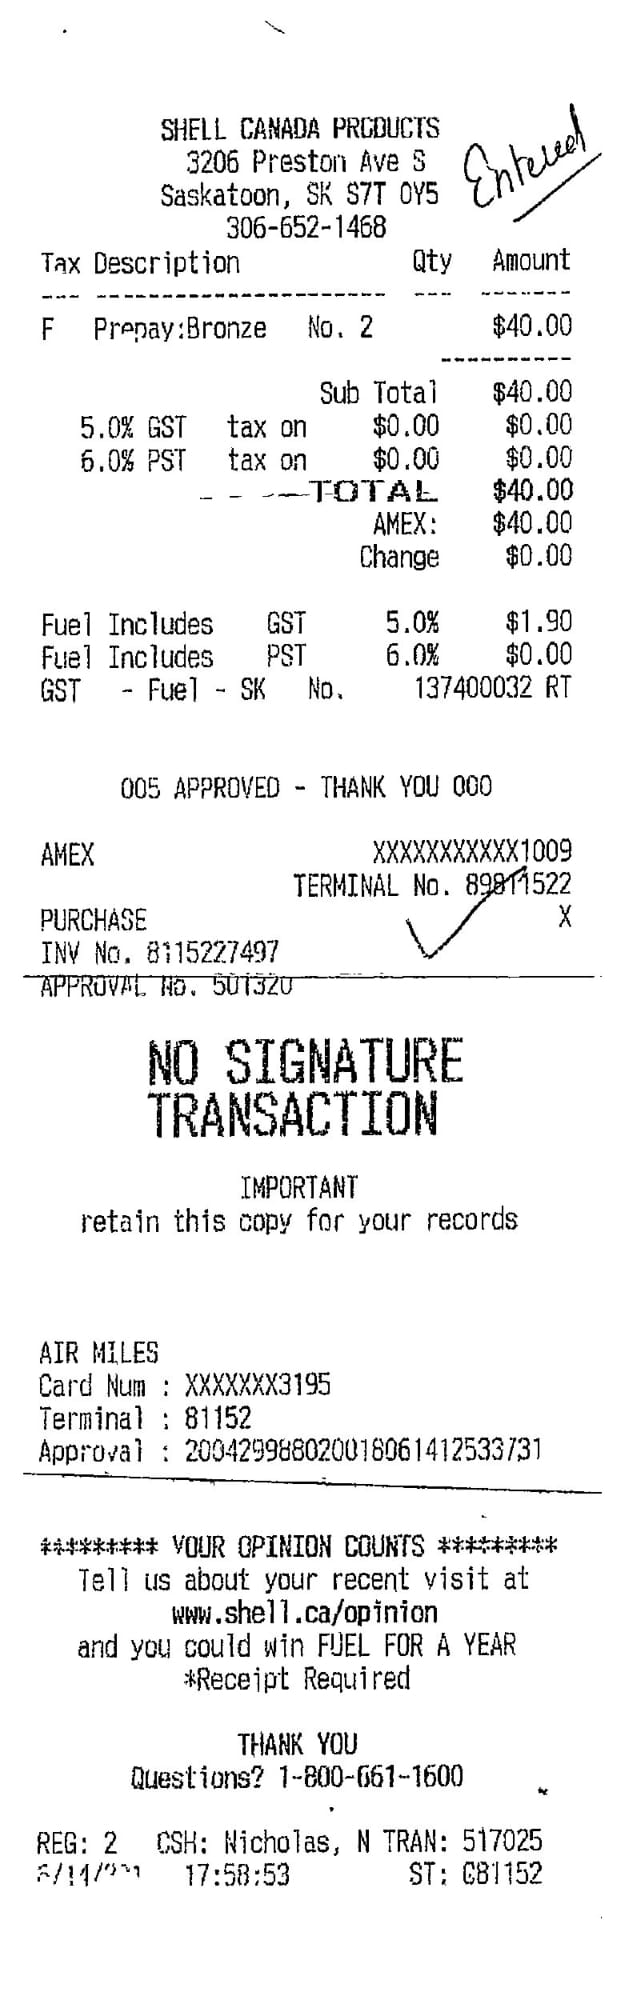 SHELL CANADA PRODUCTS
3206 Preston Ave S
Entered
Saskatoon, SK S7T 0Y5
306-652-1468
Tax Description Qty Amount
--- ---------------------- --- -------
F Prepay:Bronze No. 2 $40.00
----------
Sub Total $40.00
5.0% GST tax on $0.00 $0.00
6.0% PST tax on $0.00 $0.00
TOTAL $40.00
AMEX: $40.00
Change $0.00
Fuel Includes GST 5.0% $1.90
Fuel Includes PST 6.0% $0.00
GST - Fuel - SK No. 137400032 RT
005 APPROVED - THANK YOU 000
AMEX XXXXXXXXXXX1009
TERMINAL No. 89811522
PURCHASE X
INV No. 8115227497
APPROVAL No. 501320
NO SIGNATURE
TRANSACTION
IMPORTANT
retain this copy for your records
AIR MILES
Card Num : XXXXXXX3195
Terminal : 81152
Approval : 200429988020018061412533731
********* YOUR OPINION COUNTS *********
Tell us about your recent visit at
www.shell.ca/opinion
and you could win FUEL FOR A YEAR
*Receipt Required
THANK YOU
Questions? 1-800-661-1600
REG: 2 CSH: Nicholas, N TRAN: 517025
17:58:53 ST: C81152